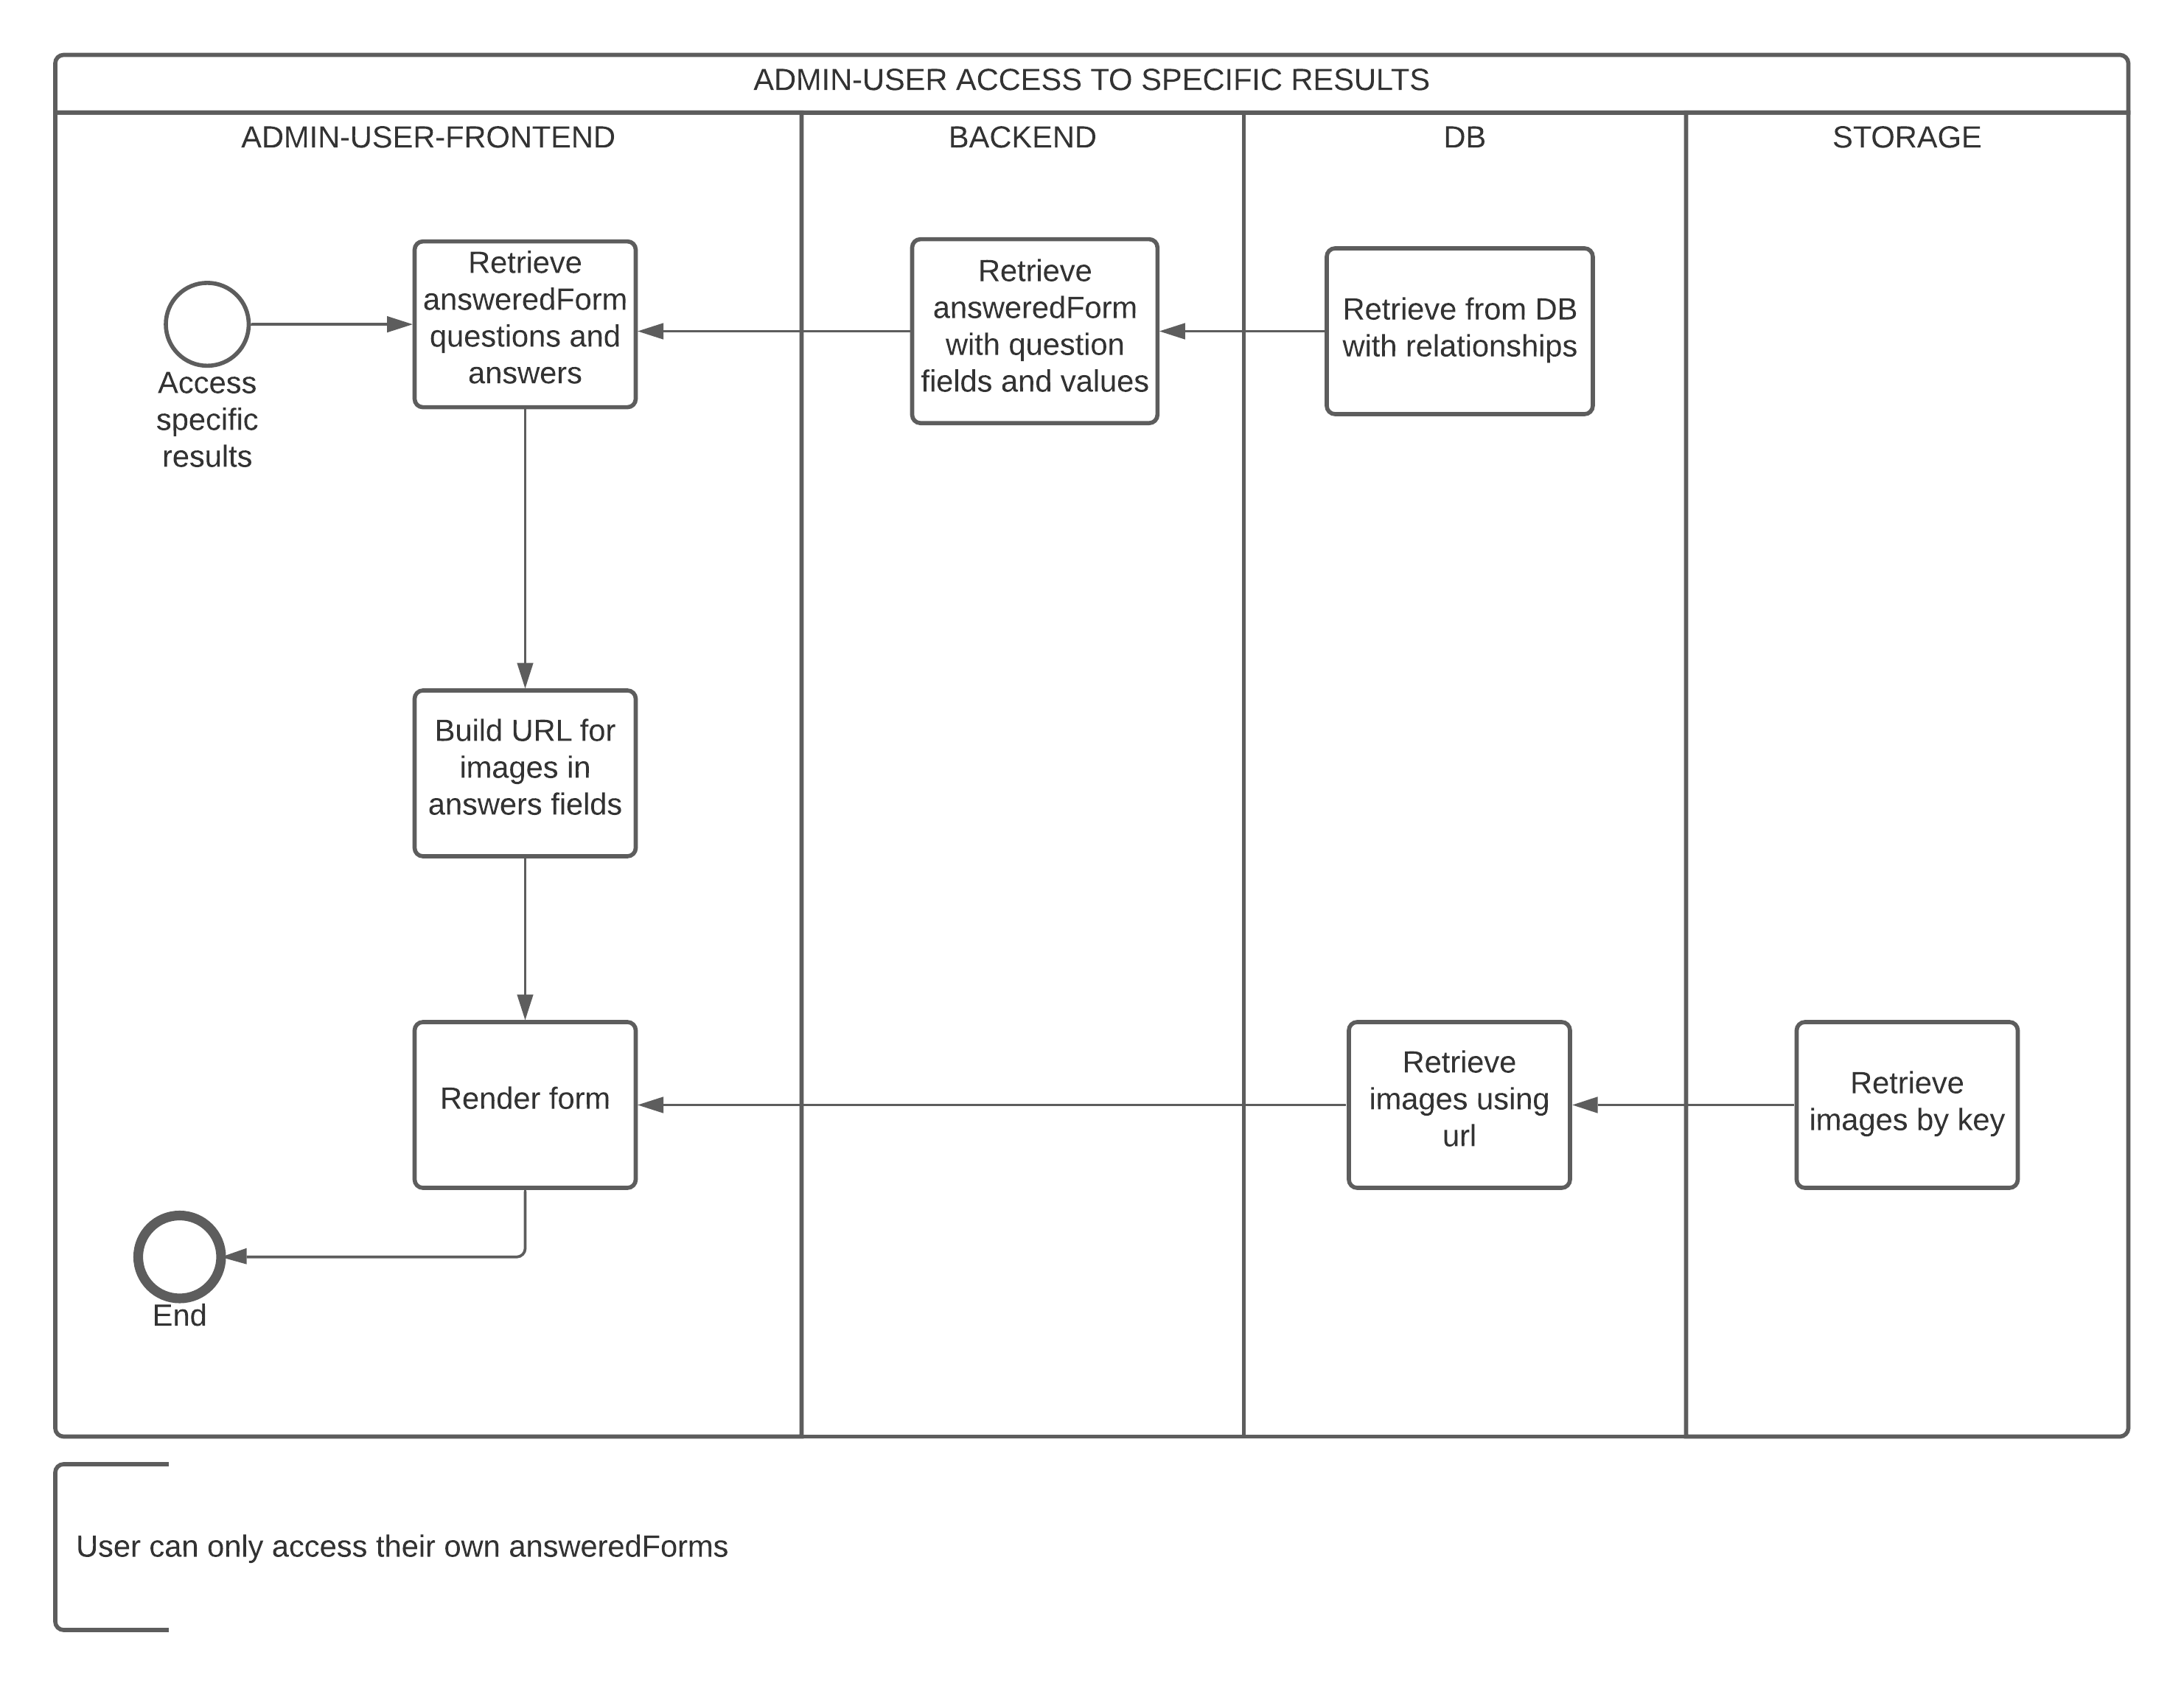 ADMIN-USER ACCESS TO SPECIFIC RESULTS
ADMIN-USER-FRONTEND
BACKEND
DB
STORAGE
Access
specific
results
Retrieve
answeredForm
questions and
answers
Retrieve
answeredForm
with question
fields and values
Retrieve from DB
with relationships
Build URL for
images in
answers fields
Render form
Retrieve
images using
url
Retrieve
images by key
End
User can only access their own answeredForms